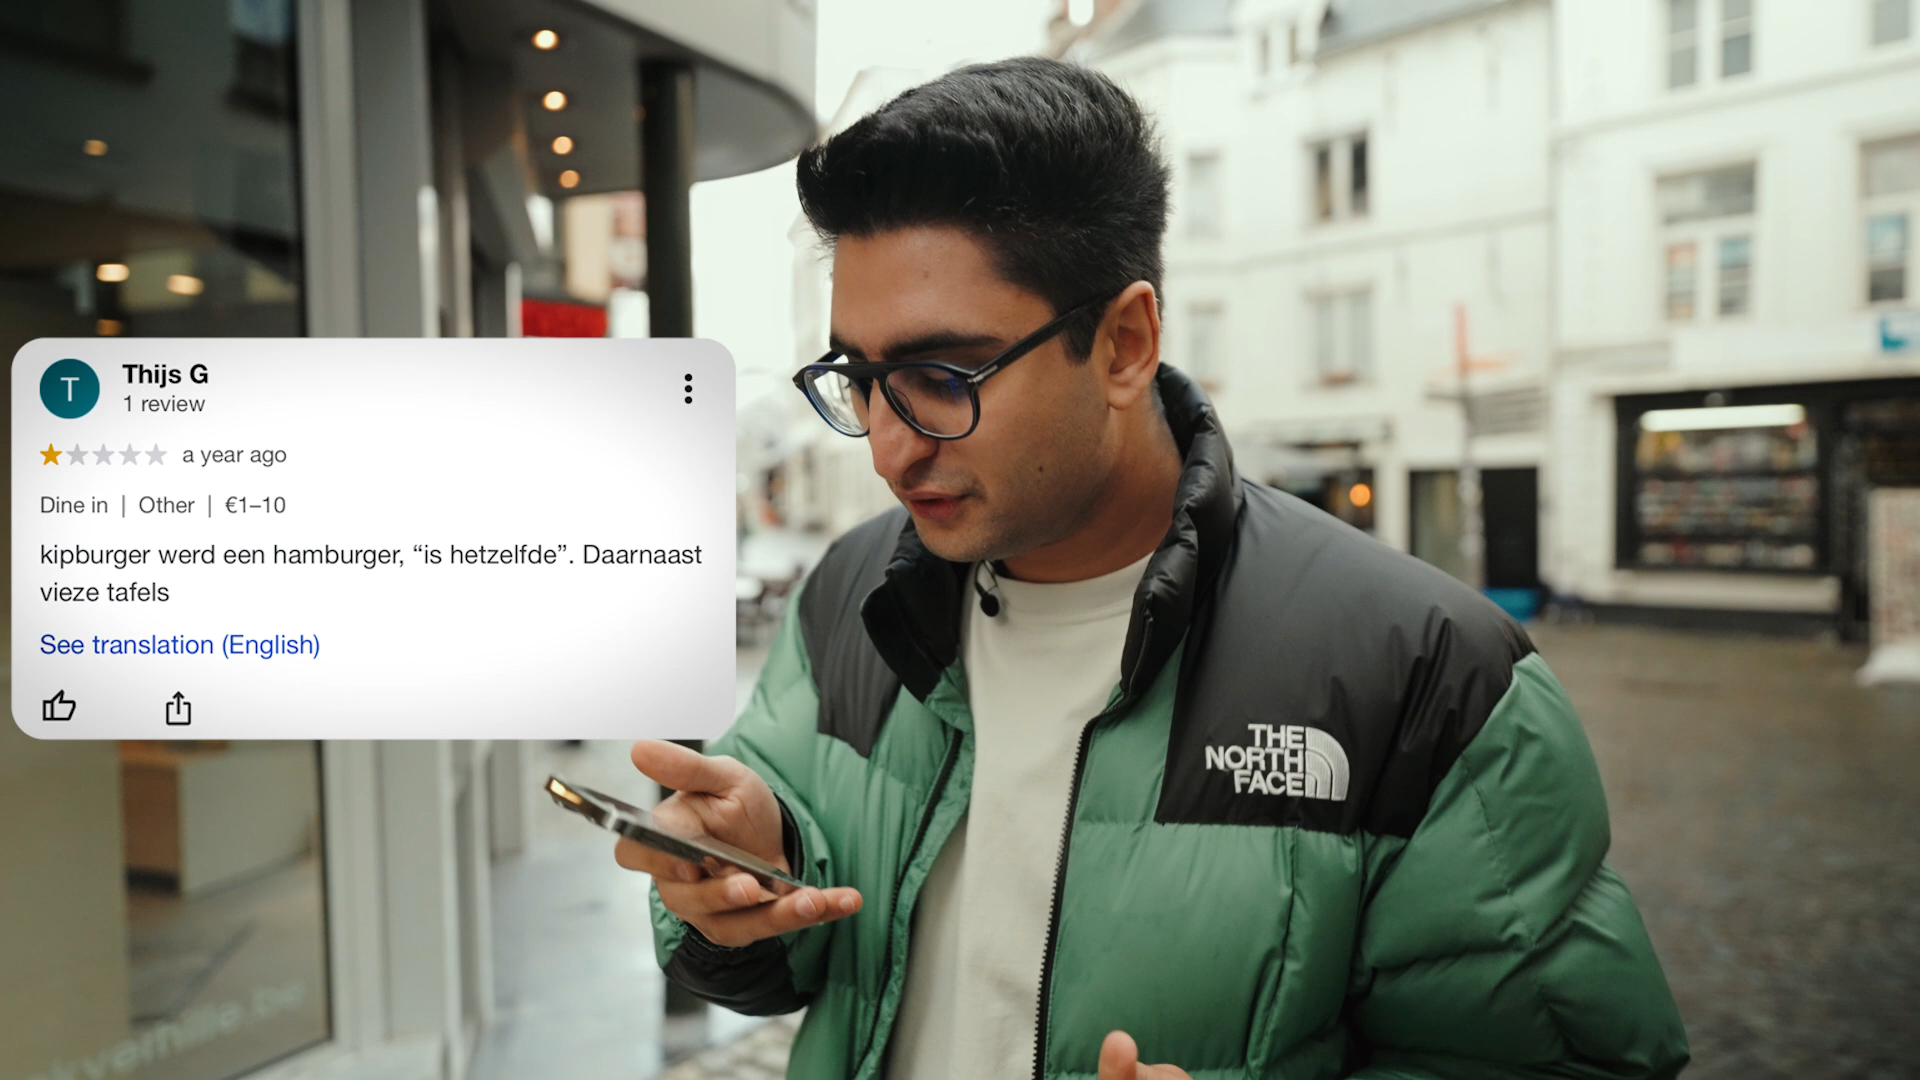 T
Thijs G
1 review
a year ago
Dine in | Other | €1–10
kipburger werd een hamburger, “is hetzelfde”. Daarnaast
vieze tafels
See translation (English)
THE
NORTH
FACE